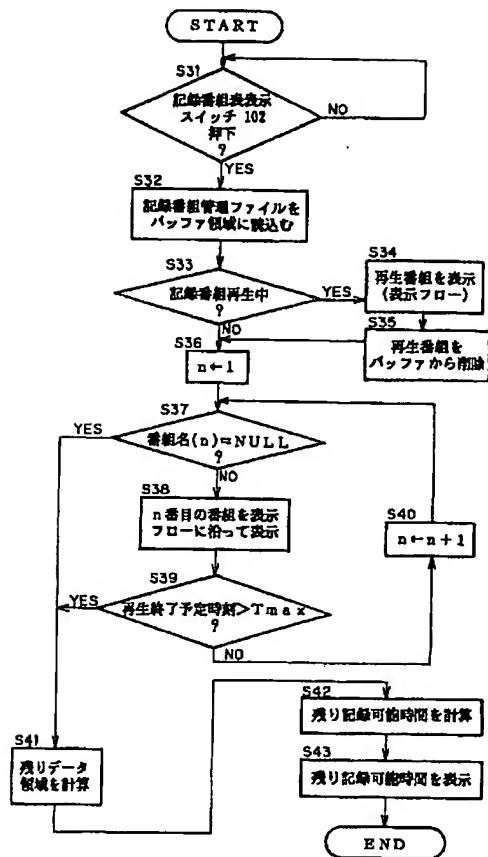 START
S31
記録番組表表示
スイッチ 102
押下
?
NO
YES
S32
記録番組管理ファイルを
バッファ領域に読込む
S33
記録番組再生中
?
YES
NO
S34
再生番組を表示
(表示フロー)
S35
再生番組を
バッファから削除
S36
n←1
S37
番組名(n)=NULL
?
YES
NO
S38
n番目の番組を表示
フローに沿って表示
S40
n←n+1
S39
再生終了予定時刻>Tmax
?
YES
NO
S41
残りデータ
領域を計算
S42
残り記録可能時間を計算
S43
残り記録可能時間を表示
END